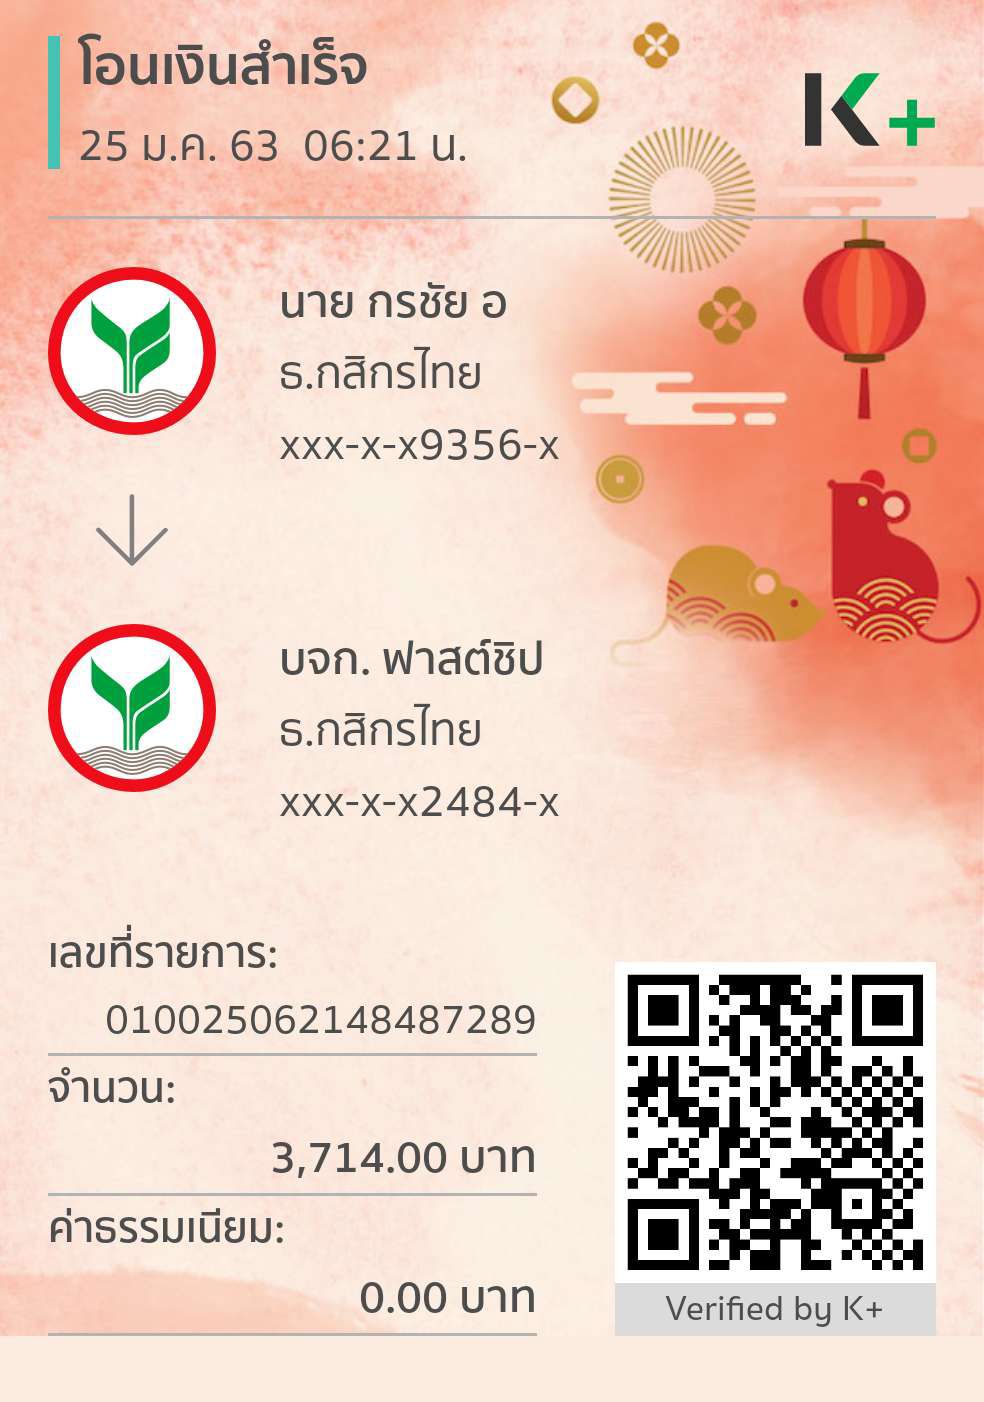 โอนเงินสำเร็จ
25 ม.ค. 63 06:21 น.
K+
นาย กรชัย อ
ธ.กสิกรไทย
xxx-x-x9356-x
บจก. ฟาสต์ชิป
ธ.กสิกรไทย
xxx-x-x2484-x
เลขที่รายการ:
010025062148487289
จำนวน:
3,714.00 บาท
ค่าธรรมเนียม:
0.00 บาท
Verified by K+